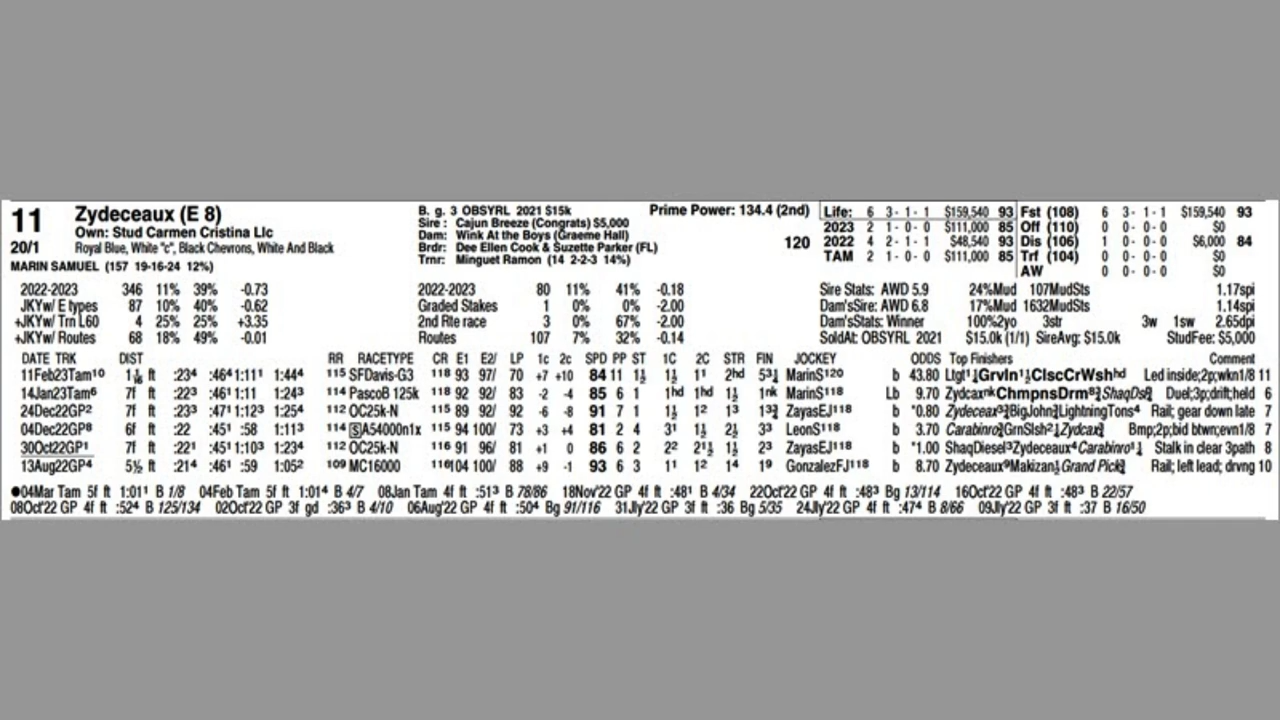 11 Zydeceaux (E 8)
Own: Stud Carmen Cristina Llc
20/1 Royal Blue, White "c", Black Chevrons, White And Black
MARIN SAMUEL (157 19-16-24 12%)
B. g. 3 OBSYRL 2021 $15k
Sire : Cajun Breeze (Congrats) $5,000
Dam: Wink At the Boys (Graeme Hall)
Brdr: Dee Ellen Cook & Suzette Parker (FL)
Trnr: Minguet Ramon (14 2-2-3 14%)
Prime Power: 134.4 (2nd)
120
Life: 6 3 - 1 - 1 $159,540 93
2023 2 1 - 0 - 0 $111,000 85
2022 4 2 - 1 - 1 $48,540 93
TAM 2 1 - 0 - 0 $111,000 85
Fst (108) 6 3 - 1 - 1 $159,540 93
Off (110) 0 0 - 0 - 0 $0
Dis (106) 1 0 - 0 - 0 $6,000 84
Trf (104) 0 0 - 0 - 0 $0
AW 0 0 - 0 - 0 $0
2022-2023 346 11% 39% -0.73
JKYw/ E types 87 10% 40% -0.62
+JKYw/ Trn L60 4 25% 25% +3.35
+JKYw/ Routes 68 18% 49% -0.01
2022-2023 80 11% 41% -0.18
Graded Stakes 1 0% 0% -2.00
2nd Rte race 3 0% 67% -2.00
Routes 107 7% 32% -0.14
Sire Stats: AWD 5.9 24%Mud 107MudSts 1.17spi
Dam'sSire: AWD 6.8 17%Mud 1632MudSts 1.14spi
Dam'sStats: Winner 100%2yo 3str 3w 1sw 2.65dpi
SoldAt: OBSYRL 2021 $15.0k (1/1) SireAvg: $15.0k StudFee: $5,000
DATE TRK DIST RR RACETYPE CR E1 E2/ LP 1c 2c SPD PP ST 1C 2C STR FIN JOCKEY ODDS Top Finishers Comment
11Feb23Tam¹⁰ 1 1/16 ft :23⁴ :46⁴ 1:11¹ 1:44⁴ 115 SFDavis-G3 118 93 97/ 70 +7 +10 84 11 1½ 1½ 1¹ 2hd 53¼ MarinS¹²⁰ b 43.80 Ltgt¹¼GrvIn¹½ClscCrWshhd Led inside;2p;wkn1/8 11
14Jan23Tam⁶ 7f ft :22³ :46¹ 1:11 1:24³ 114 PascoB 125k 118 92 92/ 83 -2 -4 85 6 1 1hd 1hd 1½ 1nk MarinS¹¹⁸ Lb 9.70 ZydcaxnkChmpnsDrm⁸¾ShaqDs¾ Duel;3p;drift;held 6
24Dec22GP² 7f ft :23³ :47¹ 1:12³ 1:25⁴ 112 OC25k-N 115 89 92/ 92 -6 -8 91 7 1 1½ 1² 1³ 13¾ ZayasEJ¹¹⁸ b *0.80 Zydeceax³¾BigJohn¾LightningTons⁴ Rail; gear down late 7
04Dec22GP⁸ 6f ft :22 :45¹ :58 1:11³ 114 [S]A54000n1x 115 94 100/ 73 +3 +4 81 2 4 3¹ 1½ 2½ 3³ LeonS¹¹⁸ b 3.70 Carabinro¾GrnSlsh²¼Zydcax¾ Bmp;2p;bid btwn;evn1/8 7
30Oct22GP¹ 7f ft :22⁴ :45¹ 1:10³ 1:23⁴ 112 OC25k-N 116 91 96/ 81 +1 0 86 6 2 2² 21½ 1½ 2³ ZayasEJ¹¹⁸ b *1.00 ShaqDiesel³Zydeceaux⁴Carabinro¹¼ Stalk in clear 3path 8
13Aug22GP⁴ 5½ ft :21⁴ :46¹ :59 1:05² 109 MC16000 116 104 100/ 88 +9 -1 93 6 3 1¹ 1² 1⁴ 1⁹ GonzalezFJ¹¹⁸ b 8.70 Zydeceaux⁹Makizan½Grand Pick¾ Rail; left lead; drvng 10
●04Mar Tam 5f ft 1:01¹ B 1/8 04Feb Tam 5f ft 1:01⁴ B 4/7 08Jan Tam 4f ft :51³ B 78/86 18Nov'22 GP 4f ft :48¹ B 4/34 22Oct'22 GP 4f ft :48³ Bg 13/114 16Oct'22 GP 4f ft :48³ B 22/57
08Oct'22 GP 4f ft :52⁴ B 125/134 02Oct'22 GP 3f gd :36³ B 4/10 06Aug'22 GP 4f ft :50⁴ Bg 91/116 31Jly'22 GP 3f ft :36 Bg 5/35 24Jly'22 GP 4f ft :47⁴ B 8/66 09Jly'22 GP 3f ft :37 B 16/50